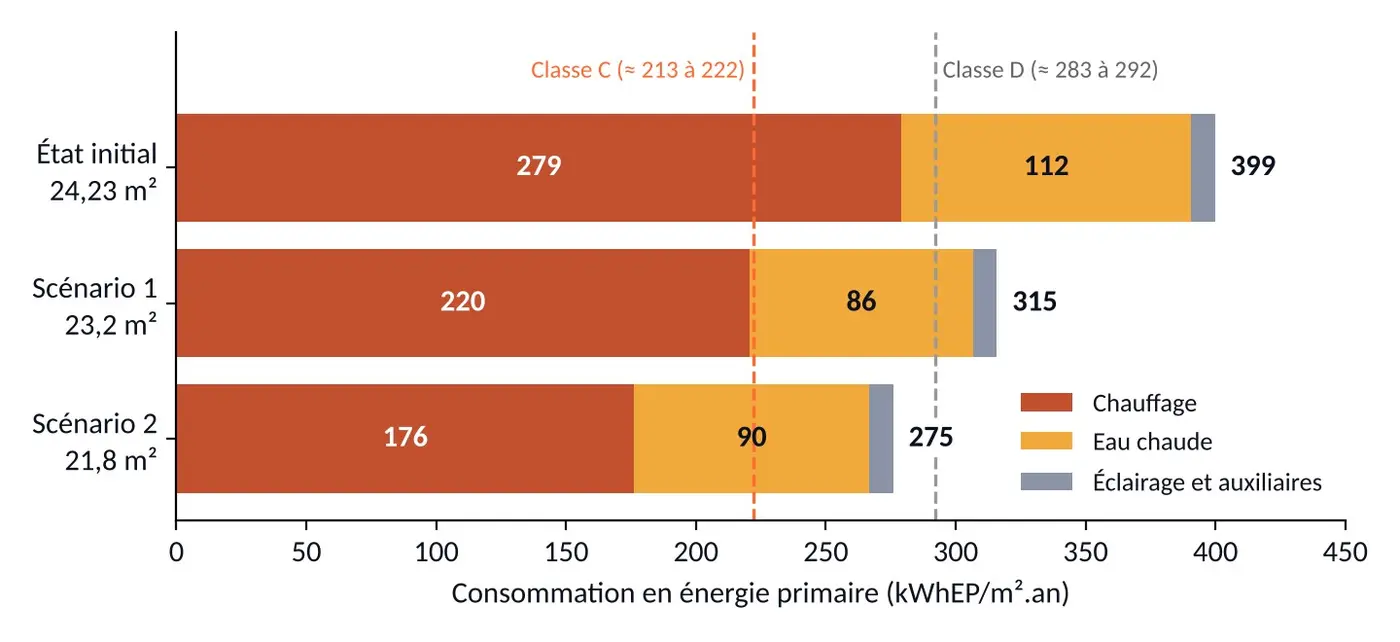 Classe C (≈ 213 à 222)
Classe D (≈ 283 à 292)
État initial
24,23 m²
279
112
399
Scénario 1
23,2 m²
220
86
315
Scénario 2
21,8 m²
176
90
275
Chauffage
Eau chaude
Éclairage et auxiliaires
0 50 100 150 200 250 300 350 400 450
Consommation en énergie primaire (kWhEP/m².an)